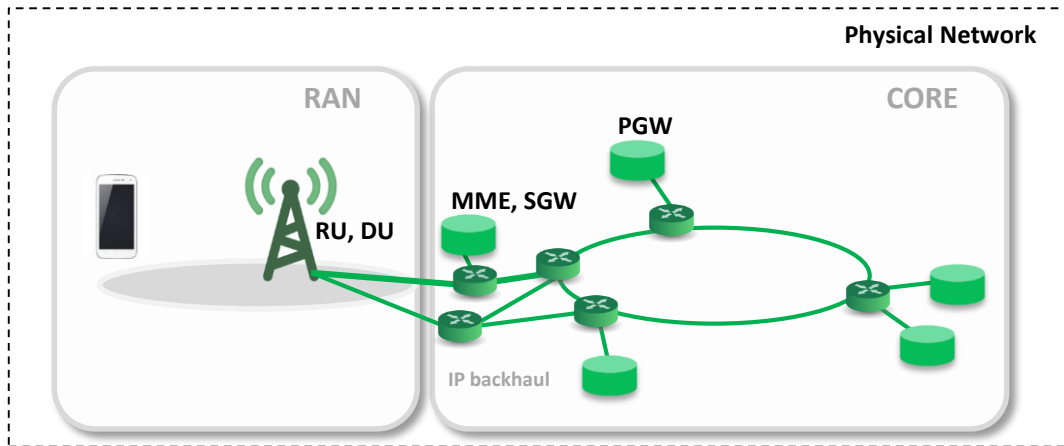 Physical Network
RAN
CORE
PGW
MME, SGW
RU, DU
IP backhaul